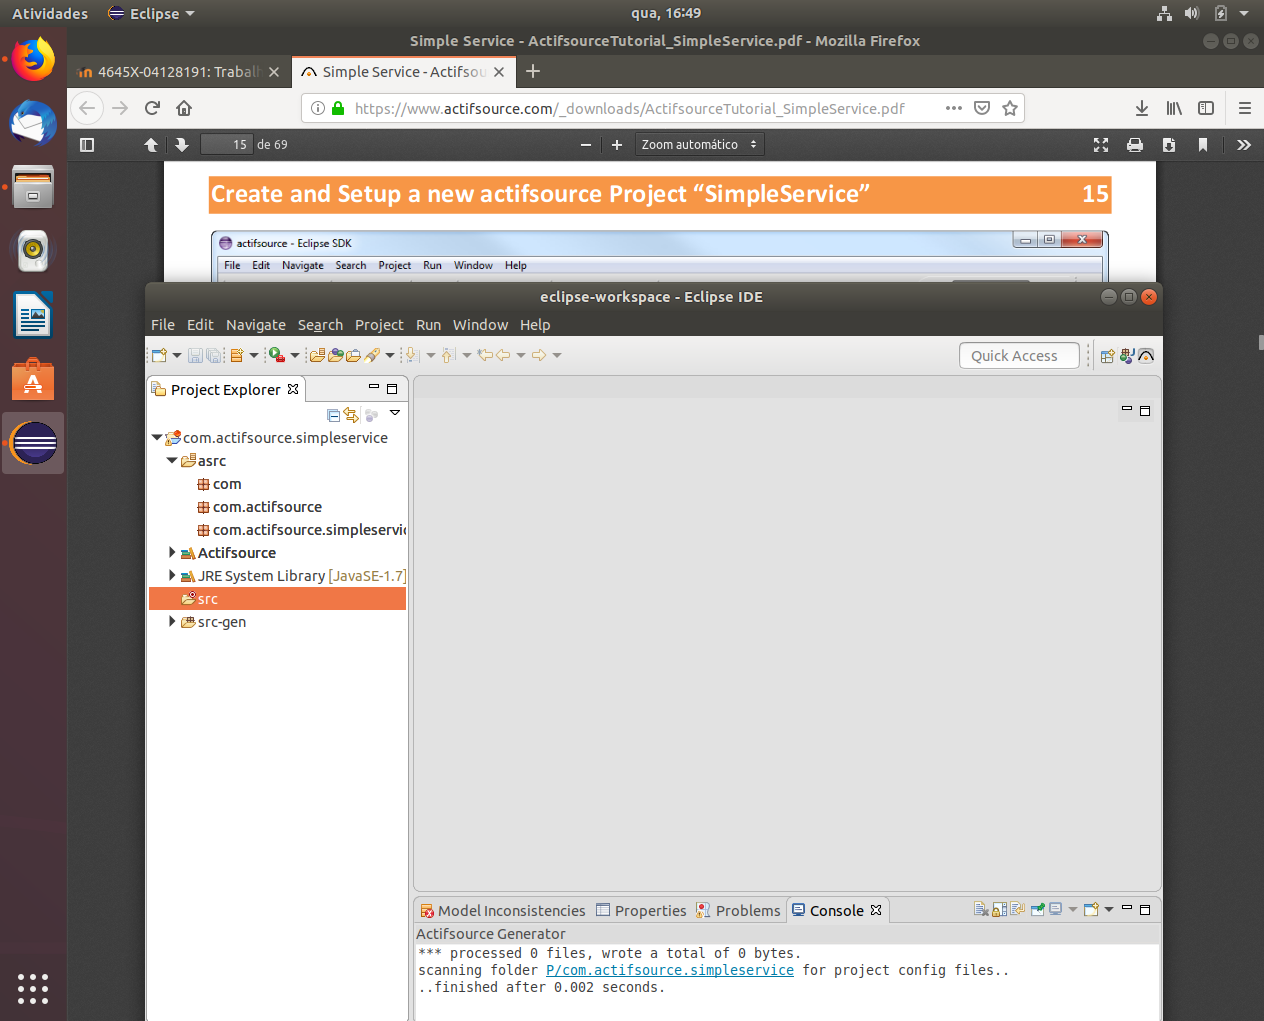 Atividades
Eclipse
qua, 16:49
Simple Service - ActifsourceTutorial_SimpleService.pdf - Mozilla Firefox
4645X-04128191: Trabalh
Simple Service - Actifsou
https://www.actifsource.com/_downloads/ActifsourceTutorial_SimpleService.pdf
15 de 69
Zoom automático
Create and Setup a new actifsource Project “SimpleService” 15
actifsource - Eclipse SDK
File Edit Navigate Search Project Run Window Help
eclipse-workspace - Eclipse IDE
File Edit Navigate Search Project Run Window Help
Quick Access
Project Explorer
com.actifsource.simpleservice
asrc
com
com.actifsource
com.actifsource.simpleservic
Actifsource
JRE System Library [JavaSE-1.7]
src
src-gen
Model Inconsistencies
Properties
Problems
Console
Actifsource Generator
*** processed 0 files, wrote a total of 0 bytes.
scanning folder P/com.actifsource.simpleservice for project config files..
..finished after 0.002 seconds.